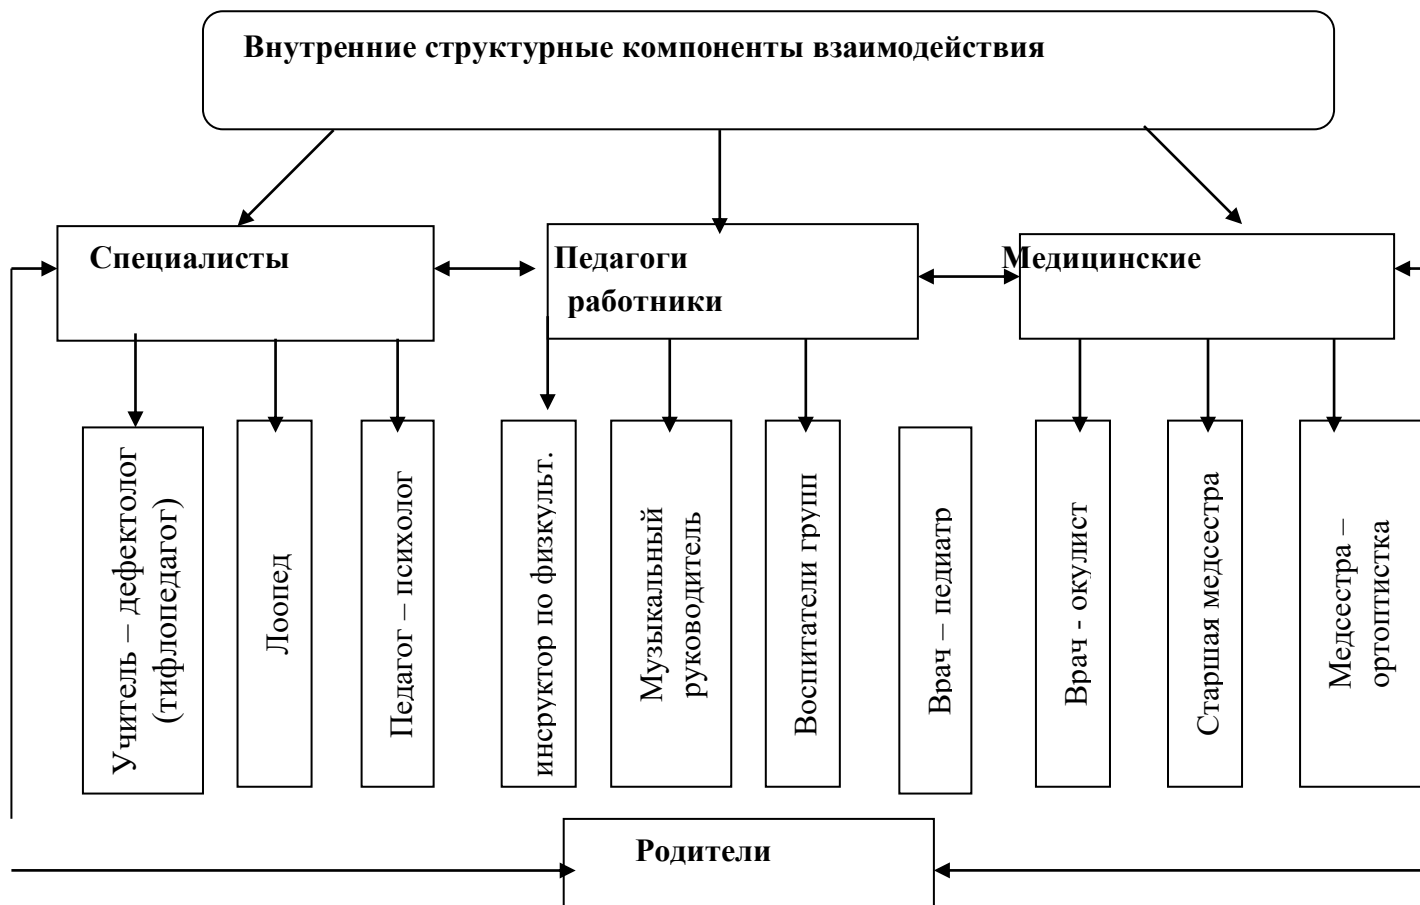 Внутренние структурные компоненты взаимодействия
Специалисты
Педагоги
Медицинские
работники
Учитель – дефектолог
(тифлопедагог)
Лоопед
Педагог – психолог
инсруктор по физкульт.
Музыкальный
руководитель
Воспитатели групп
Врач – педиатр
Врач - окулист
Старшая медсестра
Медсестра –
ортоптистка
Родители